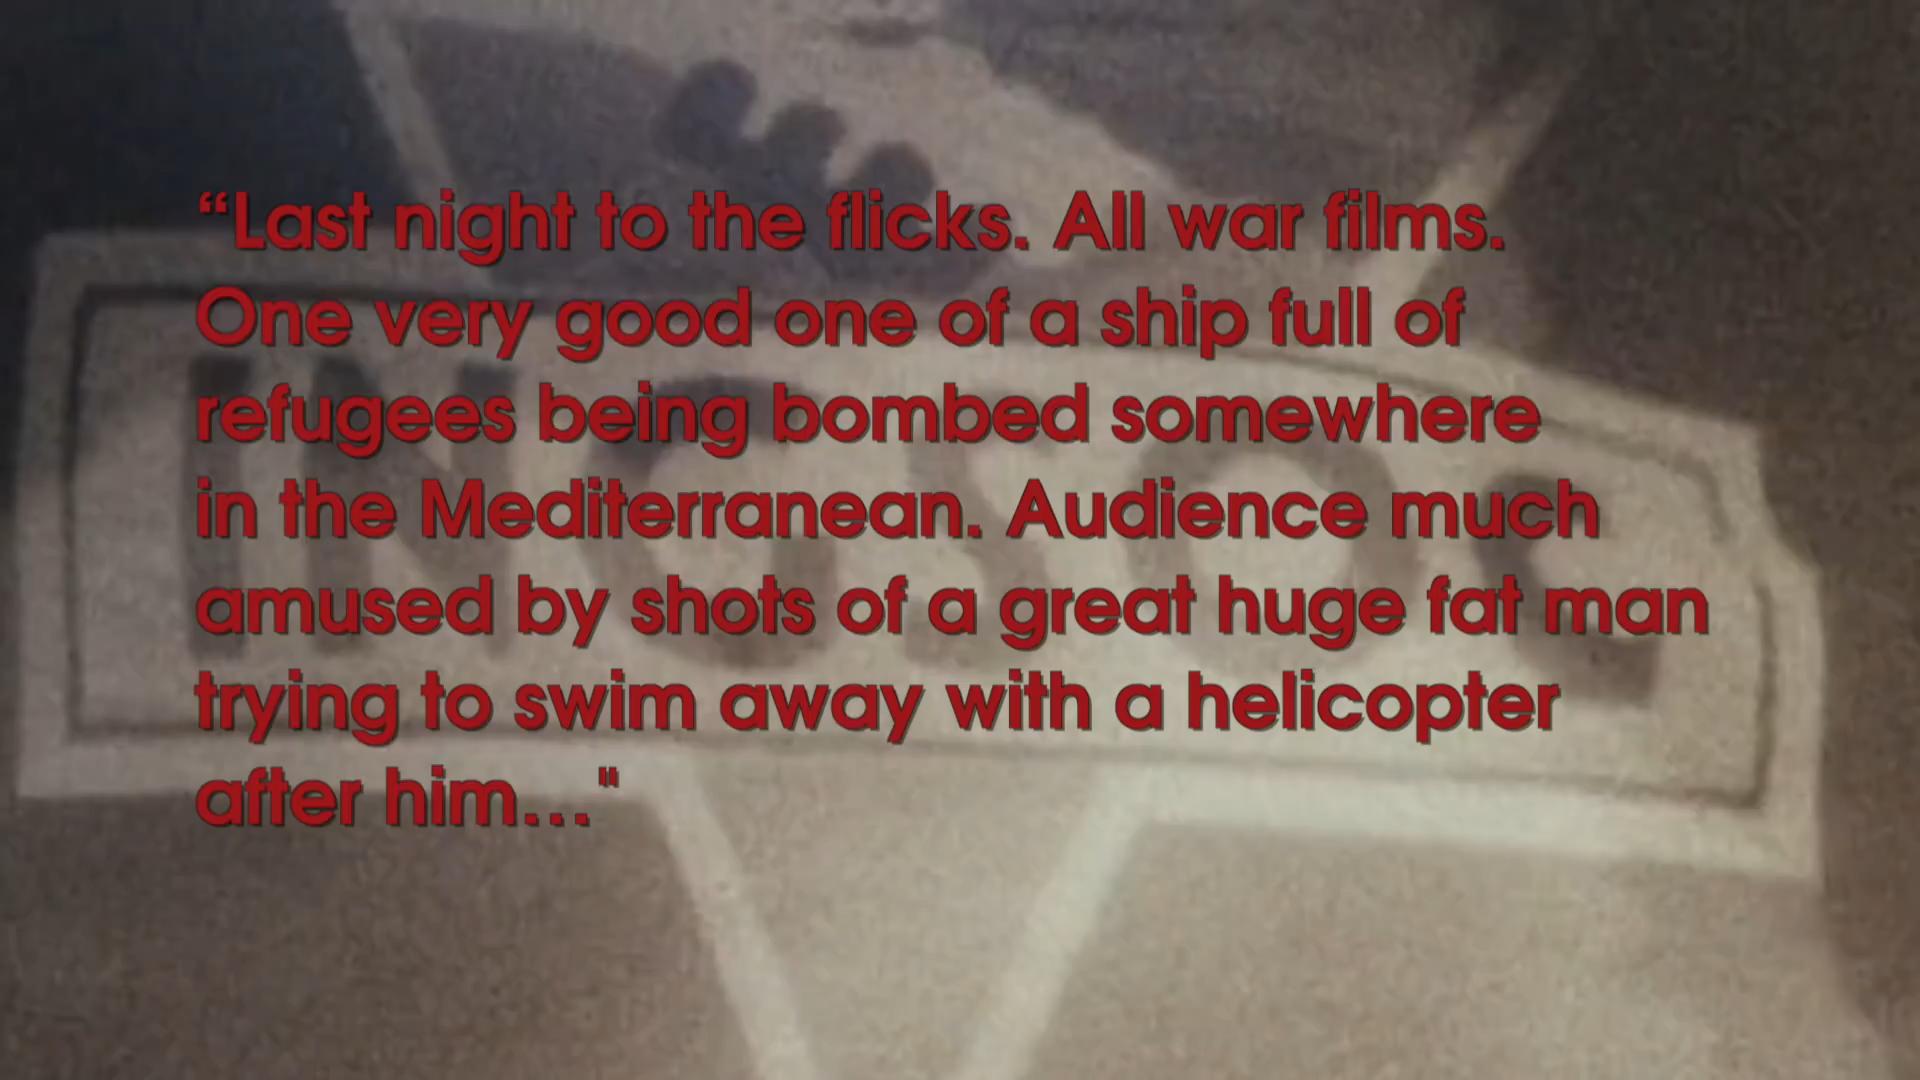 “Last night to the flicks. All war films.
One very good one of a ship full of
refugees being bombed somewhere
in the Mediterranean. Audience much
amused by shots of a great huge fat man
trying to swim away with a helicopter
after him..."
INGSOC